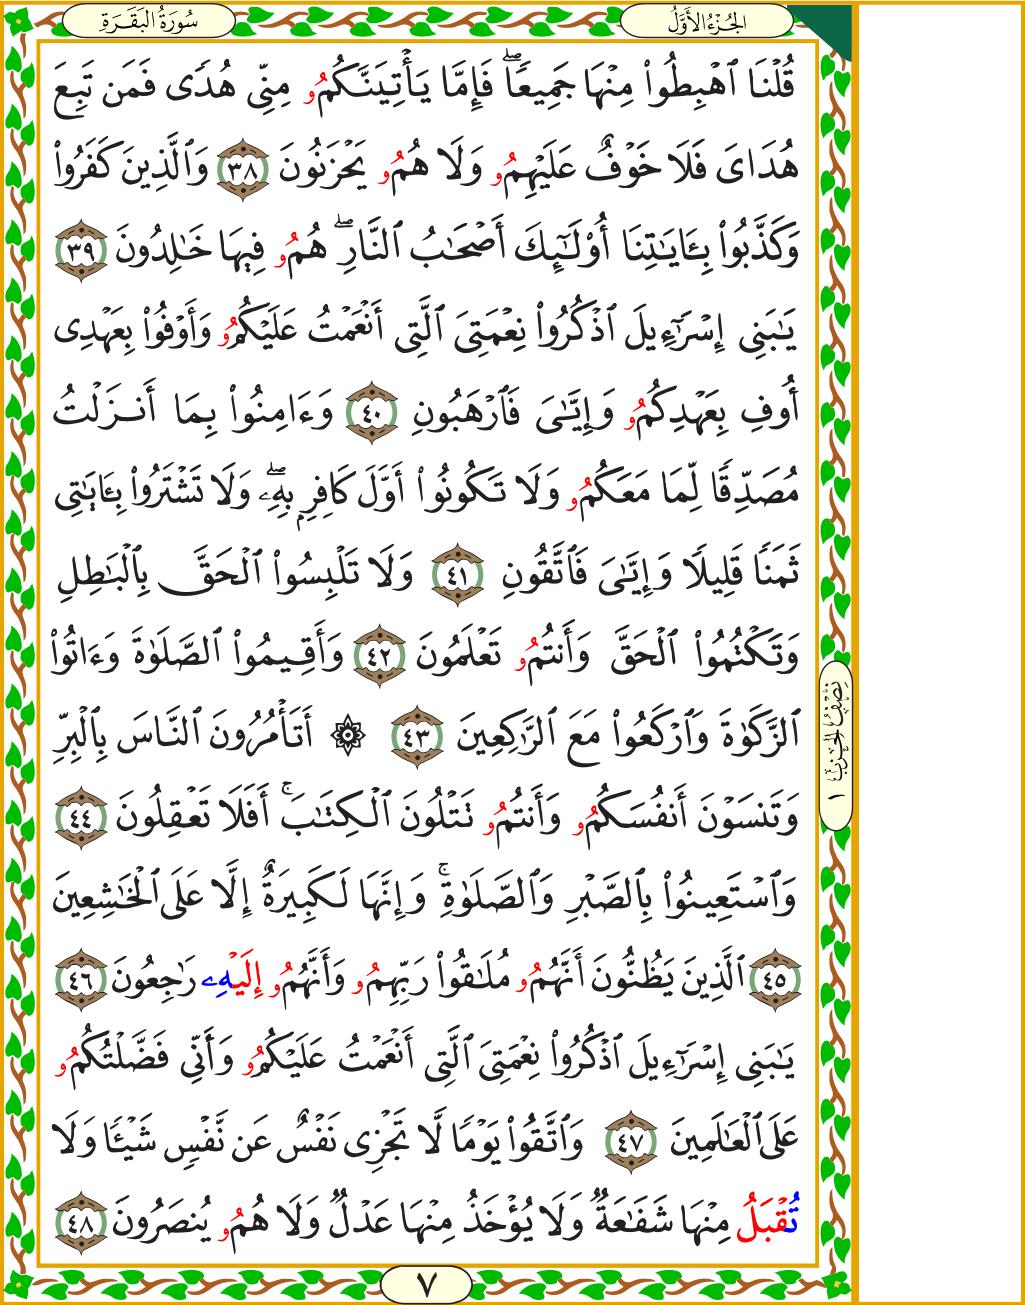 سُورَةُ الْبَقَرَةِ
الْجُزْءُ الْأَوَّلُ
قُلْنَا ٱهْبِطُوا۟ مِنْهَا جَمِيعًاۖ فَإِمَّا يَأْتِيَنَّكُمُۥ مِنِّى هُدًى فَمَن تَبِعَ
هُدَاىَ فَلَا خَوْفٌ عَلَيْهِمُۥ وَلَا هُمُۥ يَحْزَنُونَ ٣٨ وَٱلَّذِينَ كَفَرُوا۟
وَكَذَّبُوا۟ بِـَٔايَـٰتِنَا أُو۟لَـٰٓئِكَ أَصْحَـٰبُ ٱلنَّارِۖ هُمُۥ فِيهَا خَـٰلِدُونَ ٣٩
يَـٰبَنِى إِسْرَٰٓءِيلَ ٱذْكُرُوا۟ نِعْمَتِىَ ٱلَّتِى أَنْعَمْتُ عَلَيْكُمُۥ وَأَوْفُوا۟ بِعَهْدِى
أُوفِ بِعَهْدِكُمُۥ وَإِيَّـٰىَ فَٱرْهَبُونِ ٤٠ وَءَامِنُوا۟ بِمَا أَنزَلْتُ
مُصَدِّقًا لِّمَا مَعَكُمُۥ وَلَا تَكُونُوا۟ أَوَّلَ كَافِرٍۭ بِهِۦۖ وَلَا تَشْتَرُوا۟ بِـَٔايَـٰتِى
ثَمَنًا قَلِيلًا وَإِيَّـٰىَ فَٱتَّقُونِ ٤١ وَلَا تَلْبِسُوا۟ ٱلْحَقَّ بِٱلْبَـٰطِلِ
وَتَكْتُمُوا۟ ٱلْحَقَّ وَأَنتُمُۥ تَعْلَمُونَ ٤٢ وَأَقِيمُوا۟ ٱلصَّلَوٰةَ وَءَاتُوا۟
ٱلزَّكَوٰةَ وَٱرْكَعُوا۟ مَعَ ٱلرَّٰكِعِينَ ٤٣ ۞ أَتَأْمُرُونَ ٱلنَّاسَ بِٱلْبِرِّ
وَتَنسَوْنَ أَنفُسَكُمُۥ وَأَنتُمُۥ تَتْلُونَ ٱلْكِتَـٰبَۚ أَفَلَا تَعْقِلُونَ ٤٤
وَٱسْتَعِينُوا۟ بِٱلصَّبْرِ وَٱلصَّلَوٰةِۚ وَإِنَّهَا لَكَبِيرَةٌ إِلَّا عَلَى ٱلْخَـٰشِعِينَ
٤٥ ٱلَّذِينَ يَظُنُّونَ أَنَّهُمُۥ مُلَـٰقُوا۟ رَبِّهِمُۥ وَأَنَّهُمُۥ إِلَيْهِۦ رَٰجِعُونَ ٤٦
يَـٰبَنِى إِسْرَٰٓءِيلَ ٱذْكُرُوا۟ نِعْمَتِىَ ٱلَّتِى أَنْعَمْتُ عَلَيْكُمُۥ وَأَنِّى فَضَّلْتُكُمُۥ
عَلَى ٱلْعَـٰلَمِينَ ٤٧ وَٱتَّقُوا۟ يَوْمًا لَّا تَجْزِى نَفْسٌ عَن نَّفْسٍ شَيْـًٔا وَلَا
تُقْبَلُ مِنْهَا شَفَـٰعَةٌ وَلَا يُؤْخَذُ مِنْهَا عَدْلٌ وَلَا هُمُۥ يُنصَرُونَ ٤٨
نِصْفُ الْحِزْبِ ١
٧